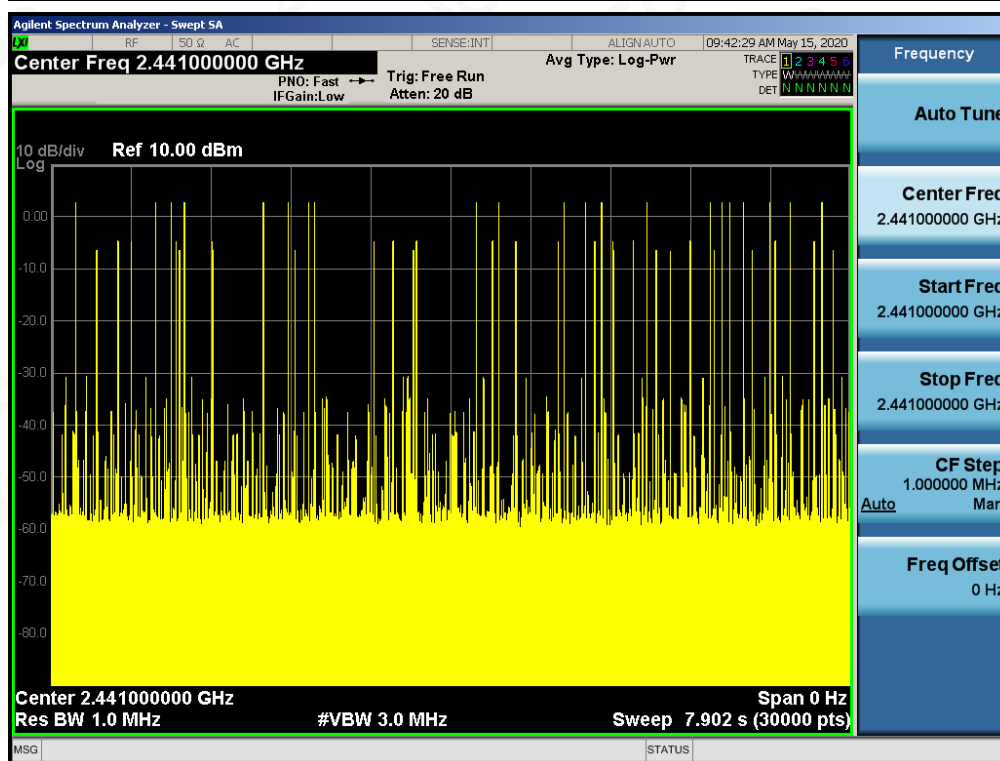 Agilent Spectrum Analyzer - Swept SA
LXI RF 50 Ω AC SENSE:INT ALIGN AUTO 09:42:29 AM May 15, 2020
Center Freq 2.441000000 GHz
PNO: Fast
IFGain:Low
Trig: Free Run
Atten: 20 dB
Avg Type: Log-Pwr
TRACE 1 2 3 4 5 6
TYPE W
DET N N N N N N
10 dB/div Ref 10.00 dBm
Log
0.00
-10.0
-20.0
-30.0
-40.0
-50.0
-60.0
-70.0
-80.0
Center 2.441000000 GHz Span 0 Hz
Res BW 1.0 MHz #VBW 3.0 MHz Sweep 7.902 s (30000 pts)
MSG STATUS
Frequency
Auto Tune
Center Freq
2.441000000 GHz
Start Freq
2.441000000 GHz
Stop Freq
2.441000000 GHz
CF Step
1.000000 MHz
Auto Man
Freq Offset
0 Hz